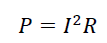 P = I²R